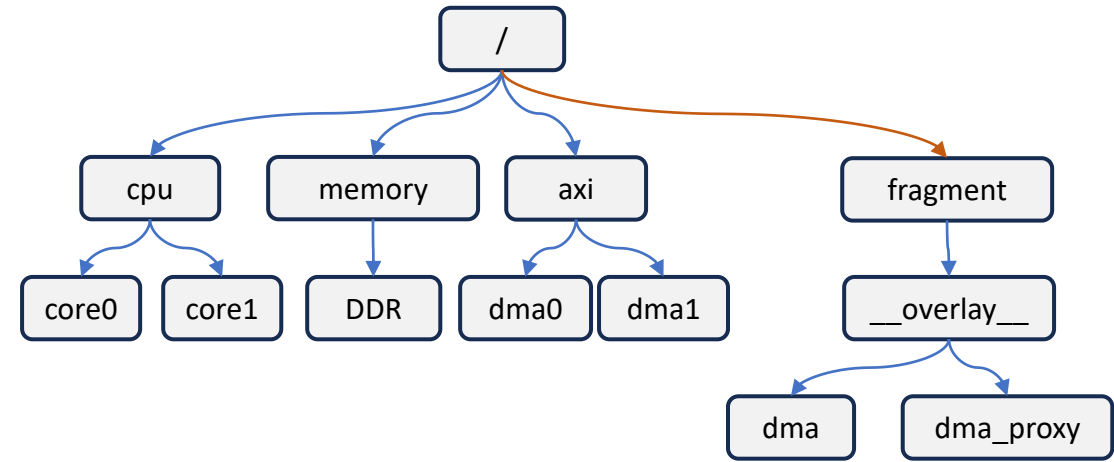 /
cpu
memory
axi
fragment
core0
core1
DDR
dma0
dma1
__overlay__
dma
dma_proxy